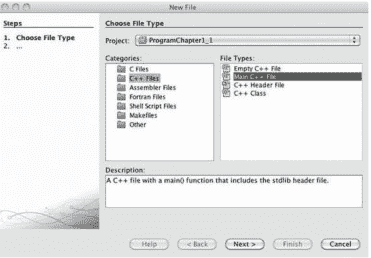 New File
Steps
1. Choose File Type
2. ...
Choose File Type
Project: ProgramChapter1_1
Categories:
C Files
C++ Files
Assembler Files
Fortran Files
Shell Script Files
Makefiles
Other
File Types:
Empty C++ File
Main C++ File
C++ Header File
C++ Class
Description:
A C++ file with a main() function that includes the stdlib header file.
Help
< Back
Next >
Finish
Cancel